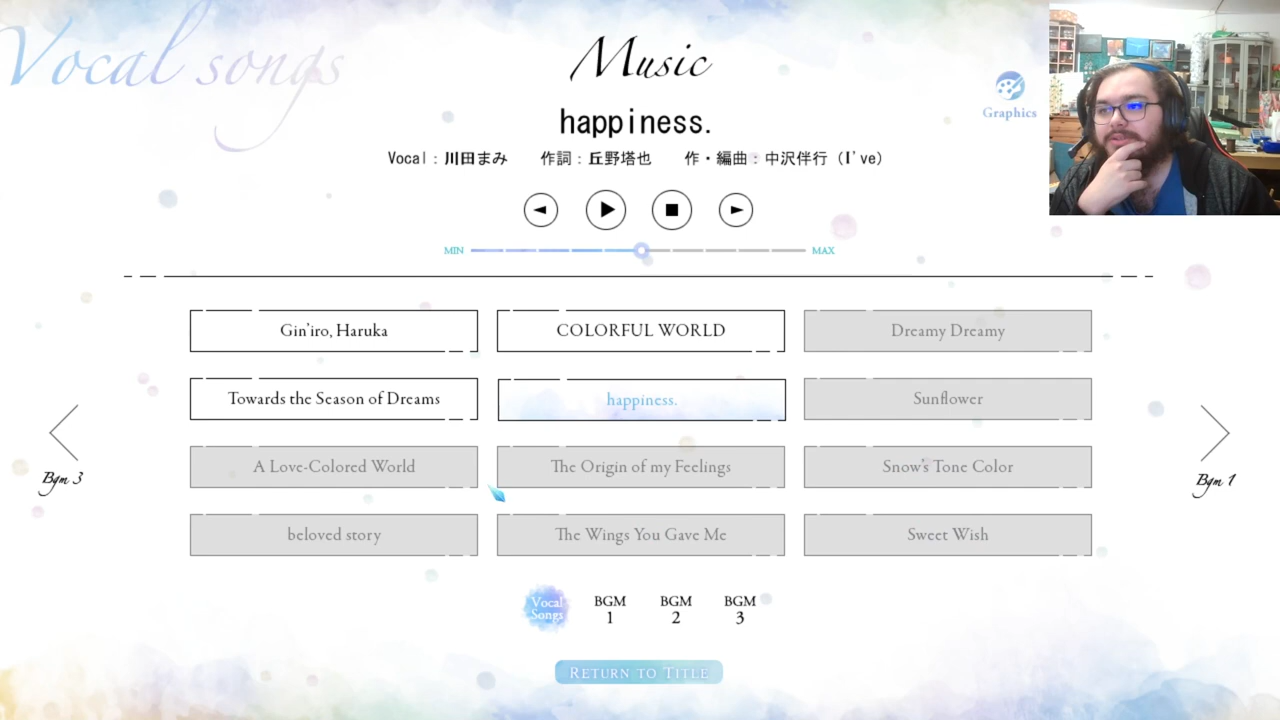 Vocal songs
Music
happiness.
Vocal : 川田まみ 作詞 : 丘野塔也 作・編曲 : 中沢伴行（I've）
Graphics
MIN MAX
Gin'iro, Haruka COLORFUL WORLD Dreamy Dreamy
Towards the Season of Dreams happiness. Sunflower
A Love-Colored World The Origin of my Feelings Snow's Tone Color
Bgm 3 Bgm 1
beloved story The Wings You Gave Me Sweet Wish
Vocal Songs BGM 1 BGM 2 BGM 3
RETURN TO TITLE